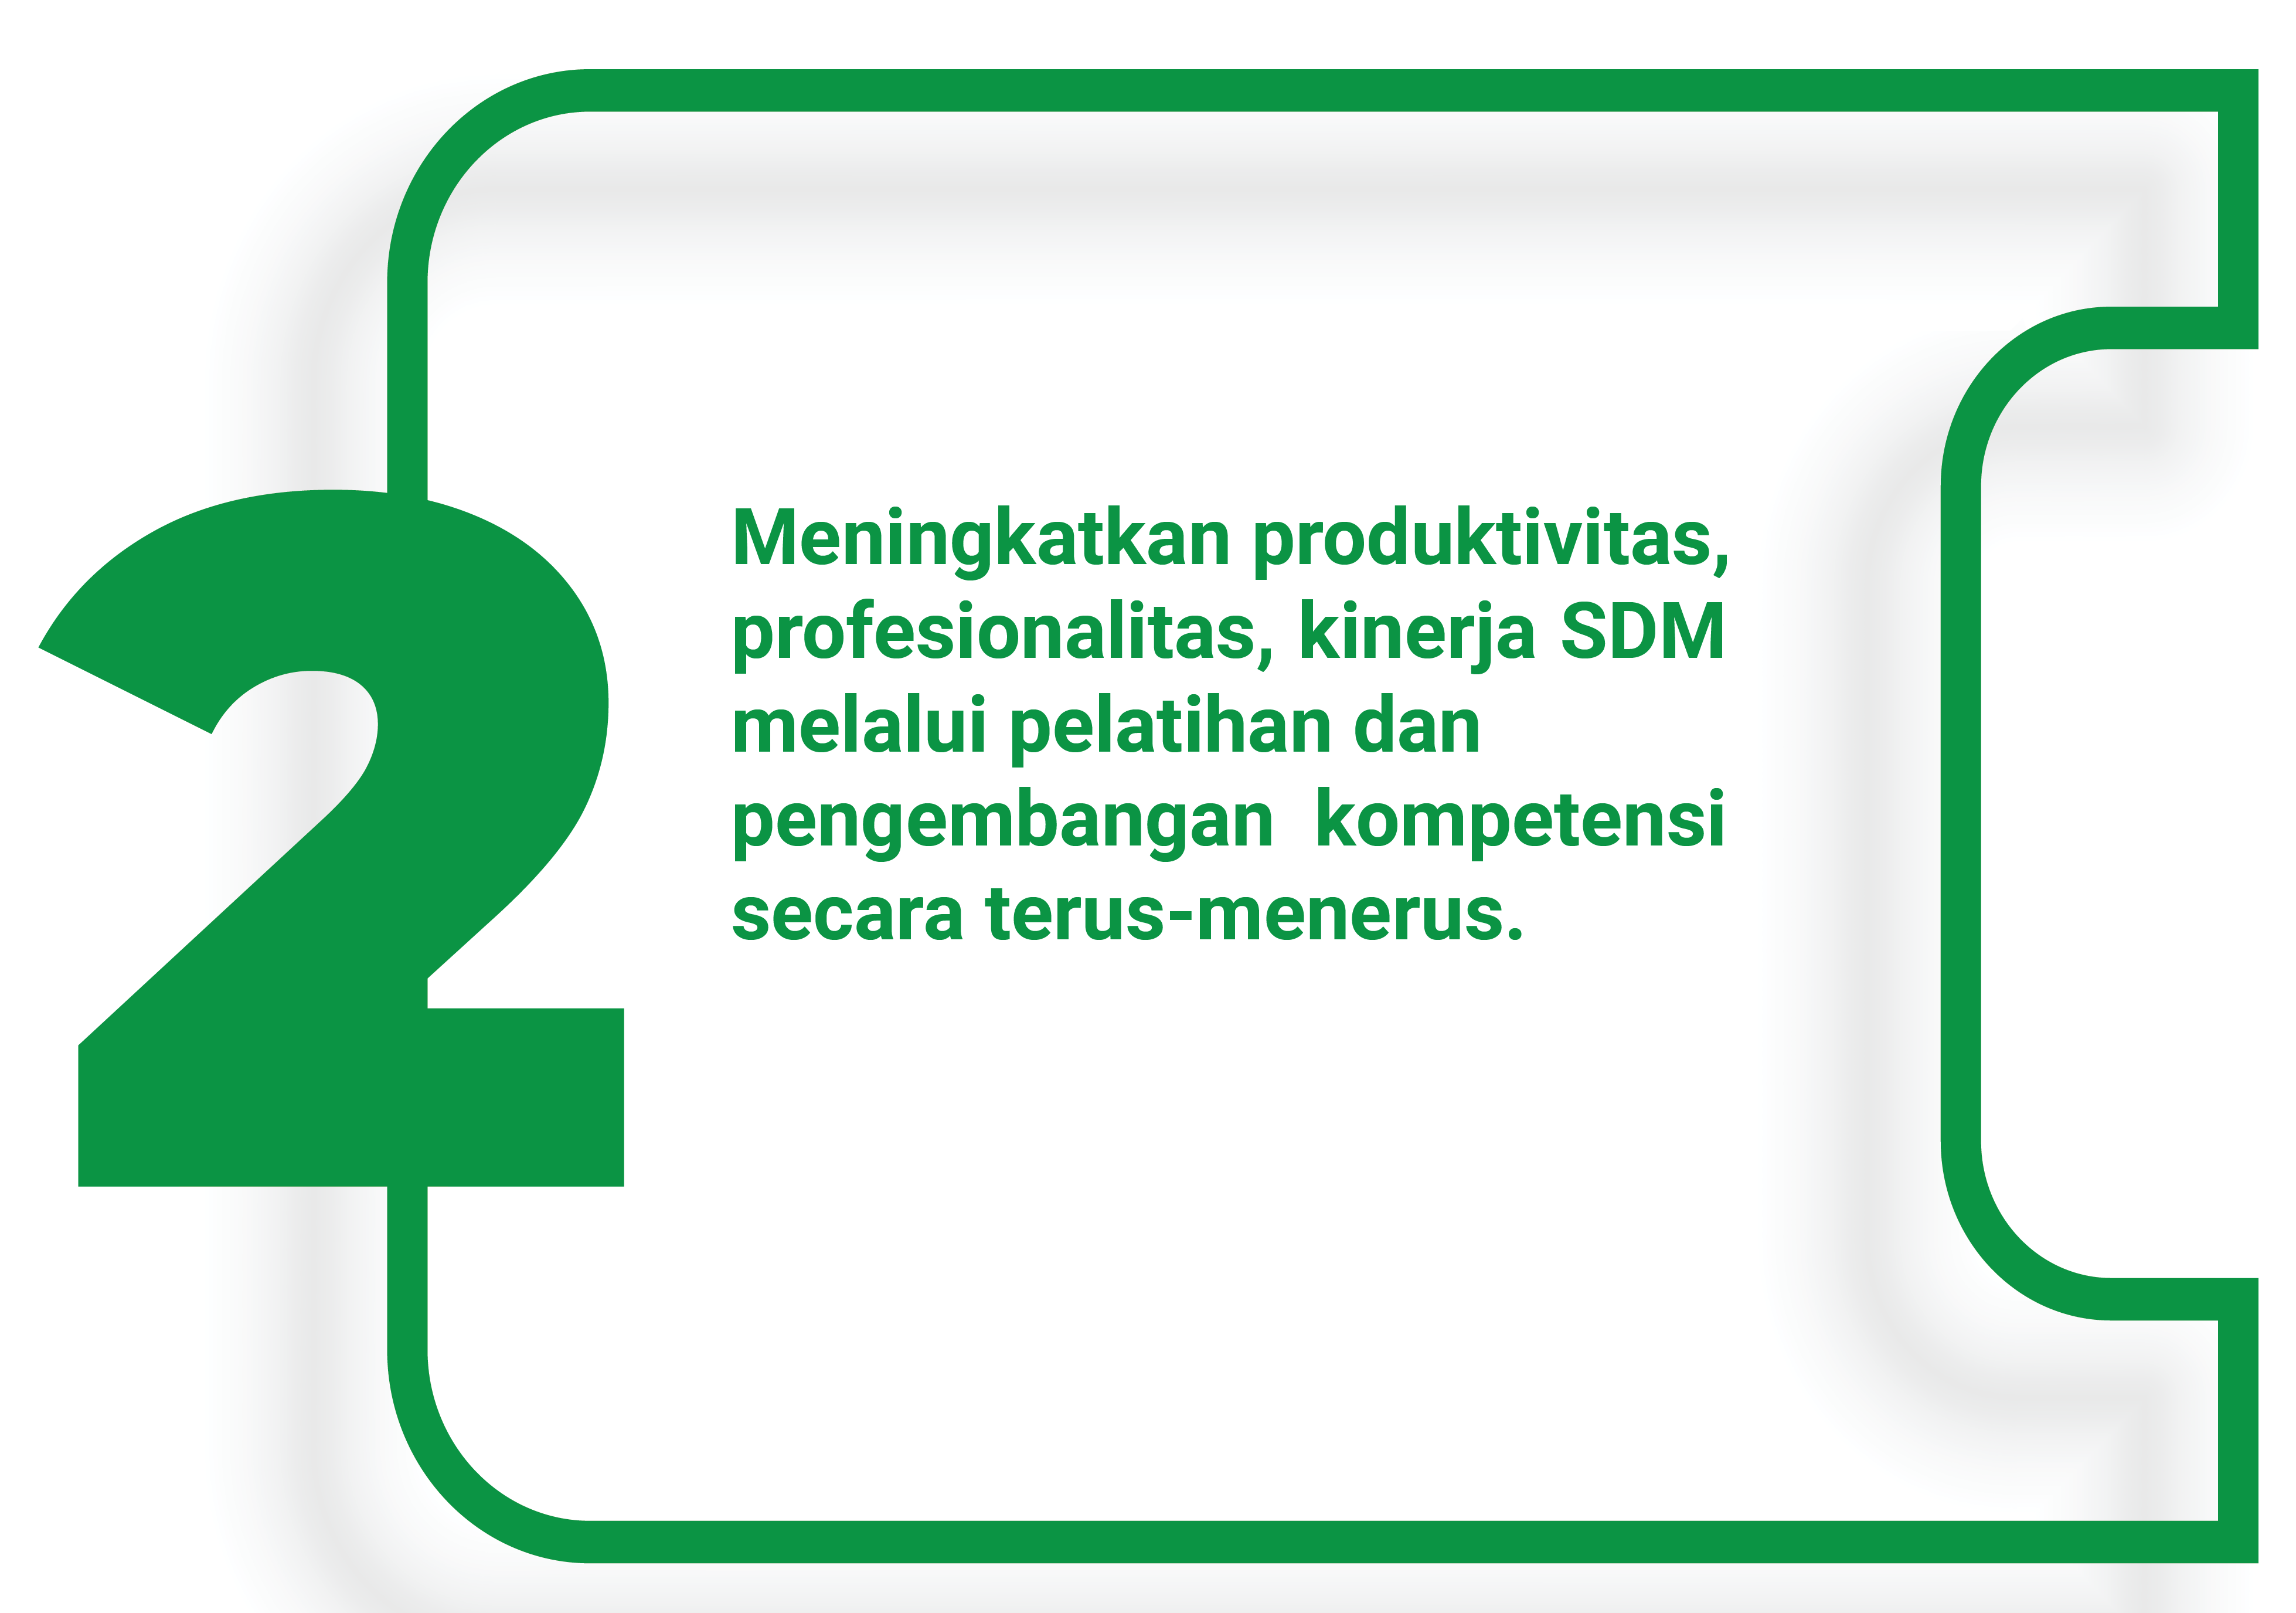 2
Meningkatkan produktivitas,
profesionalitas, kinerja SDM
melalui pelatihan dan
pengembangan  kompetensi
secara terus-menerus.